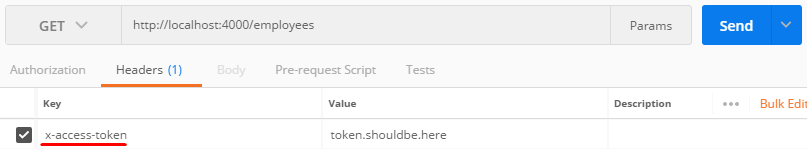 GET http://localhost:4000/employees Params Send
Authorization Headers (1) Body Pre-request Script Tests
Key Value Description ••• Bulk Edit
x-access-token token.shouldbe.here